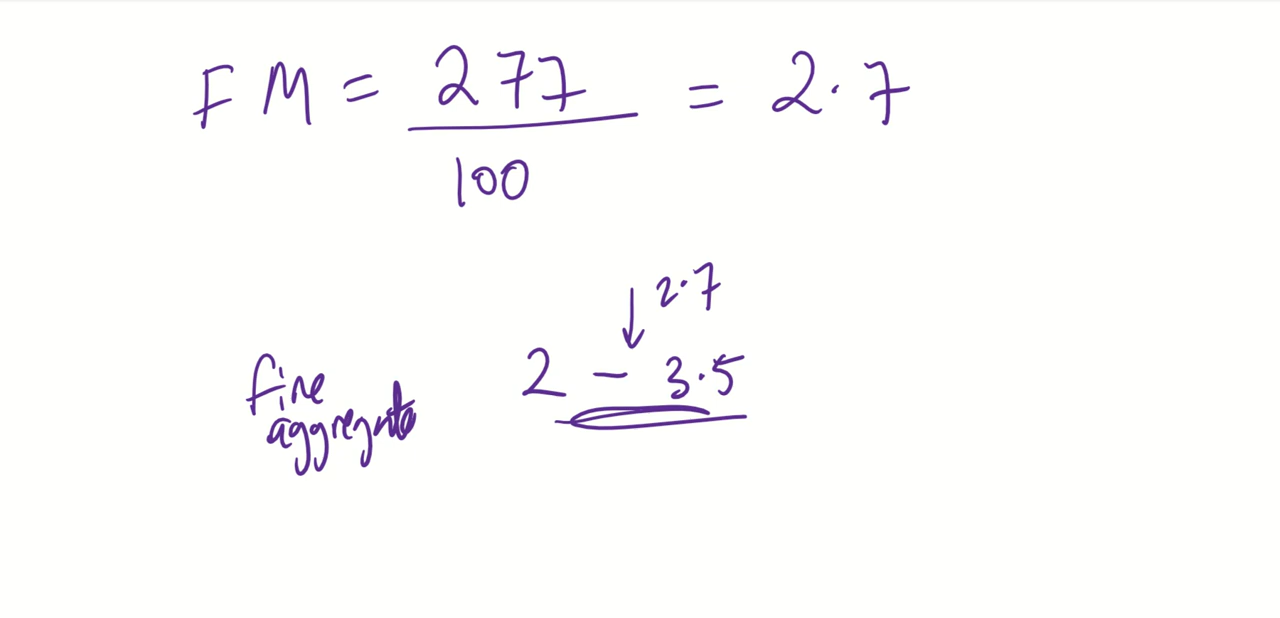 FM = 277 / 100 = 2.7
2.7
fine 2 - 3.5
aggregate